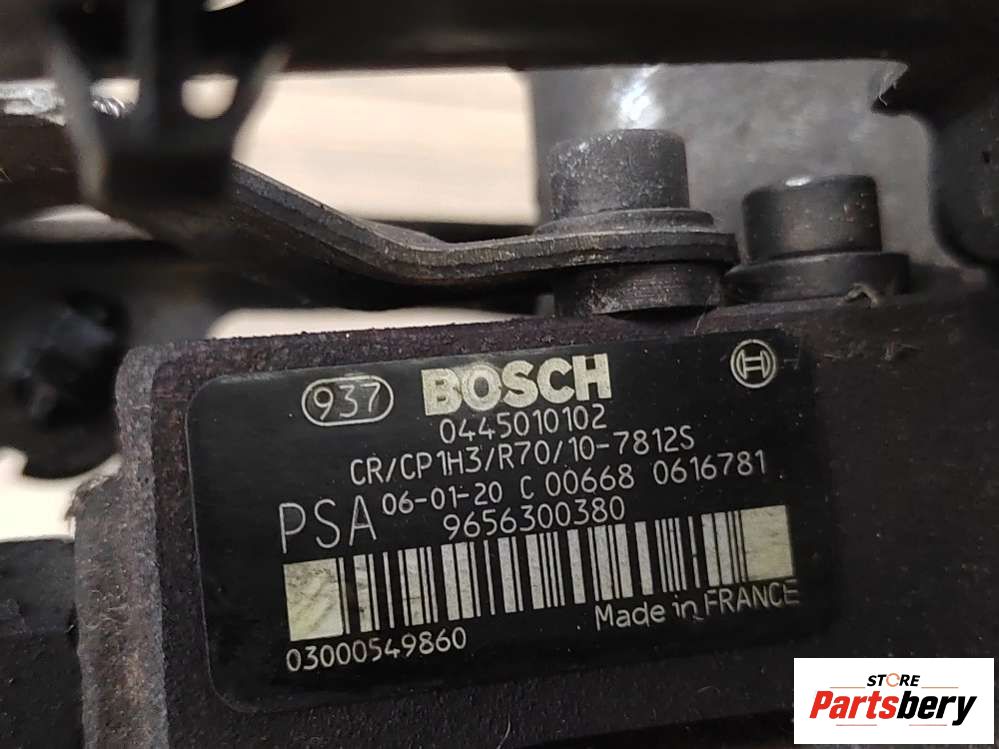 937 BOSCH
0445010102
CR/CP1H3/R70/10-7812S
PSA 06-01-20 C 00668 0616781
9656300380
Made in FRANCE
03000549860
STORE
Partsbery